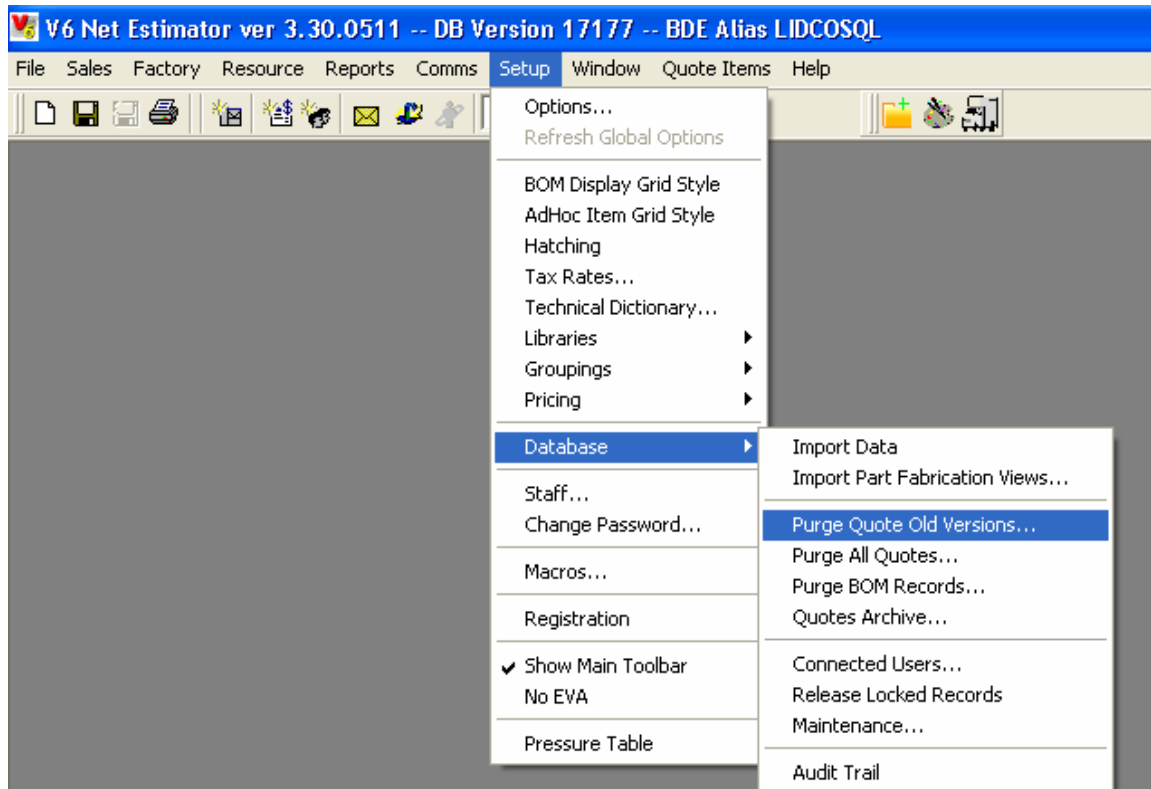 V6 Net Estimator ver 3.30.0511 -- DB Version 17177 -- BDE Alias LIDCOSQL
File Sales Factory Resource Reports Comms Setup Window Quote Items Help
Options...
Refresh Global Options
BOM Display Grid Style
AdHoc Item Grid Style
Hatching
Tax Rates...
Technical Dictionary...
Libraries
Groupings
Pricing
Database
Staff...
Change Password...
Macros...
Registration
Show Main Toolbar
No EVA
Pressure Table
Import Data
Import Part Fabrication Views...
Purge Quote Old Versions...
Purge All Quotes...
Purge BOM Records...
Quotes Archive...
Connected Users...
Release Locked Records
Maintenance...
Audit Trail